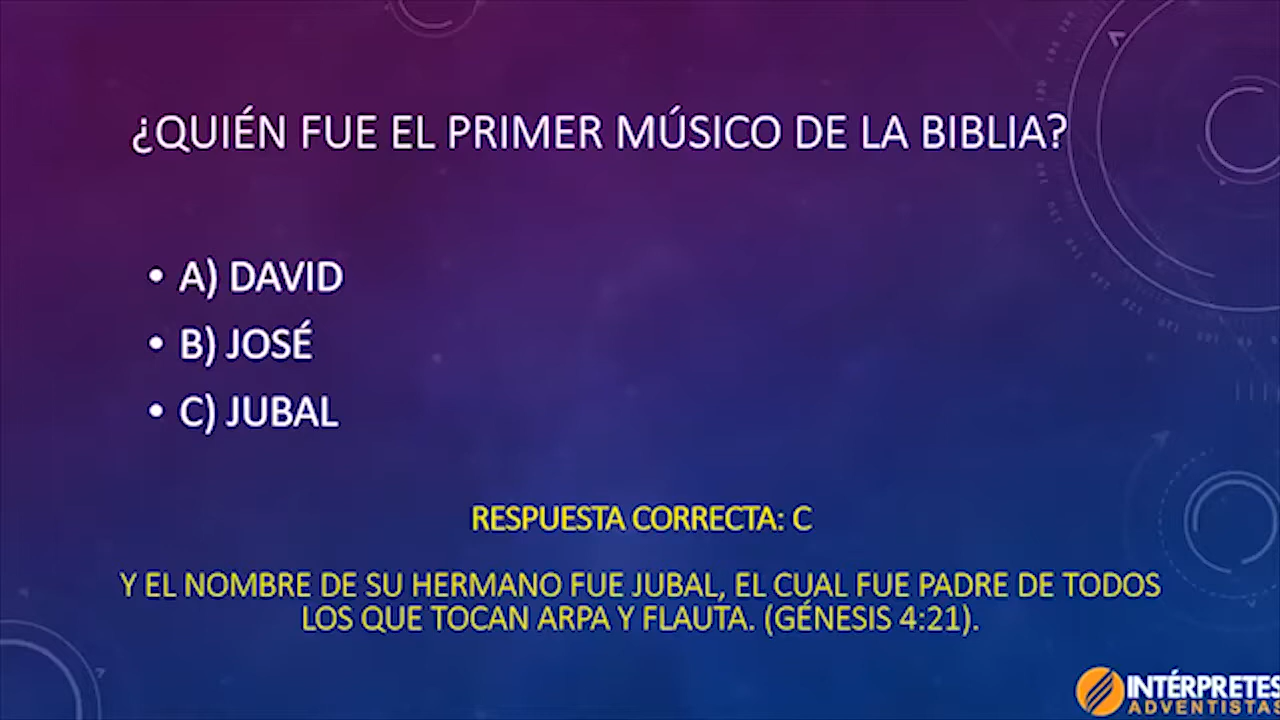 ¿QUIÉN FUE EL PRIMER MÚSICO DE LA BIBLIA?
• A) DAVID
• B) JOSÉ
• C) JUBAL
RESPUESTA CORRECTA: C
Y EL NOMBRE DE SU HERMANO FUE JUBAL, EL CUAL FUE PADRE DE TODOS
LOS QUE TOCAN ARPA Y FLAUTA. (GÉNESIS 4:21).
INTÉRPRETES
ADVENTISTAS